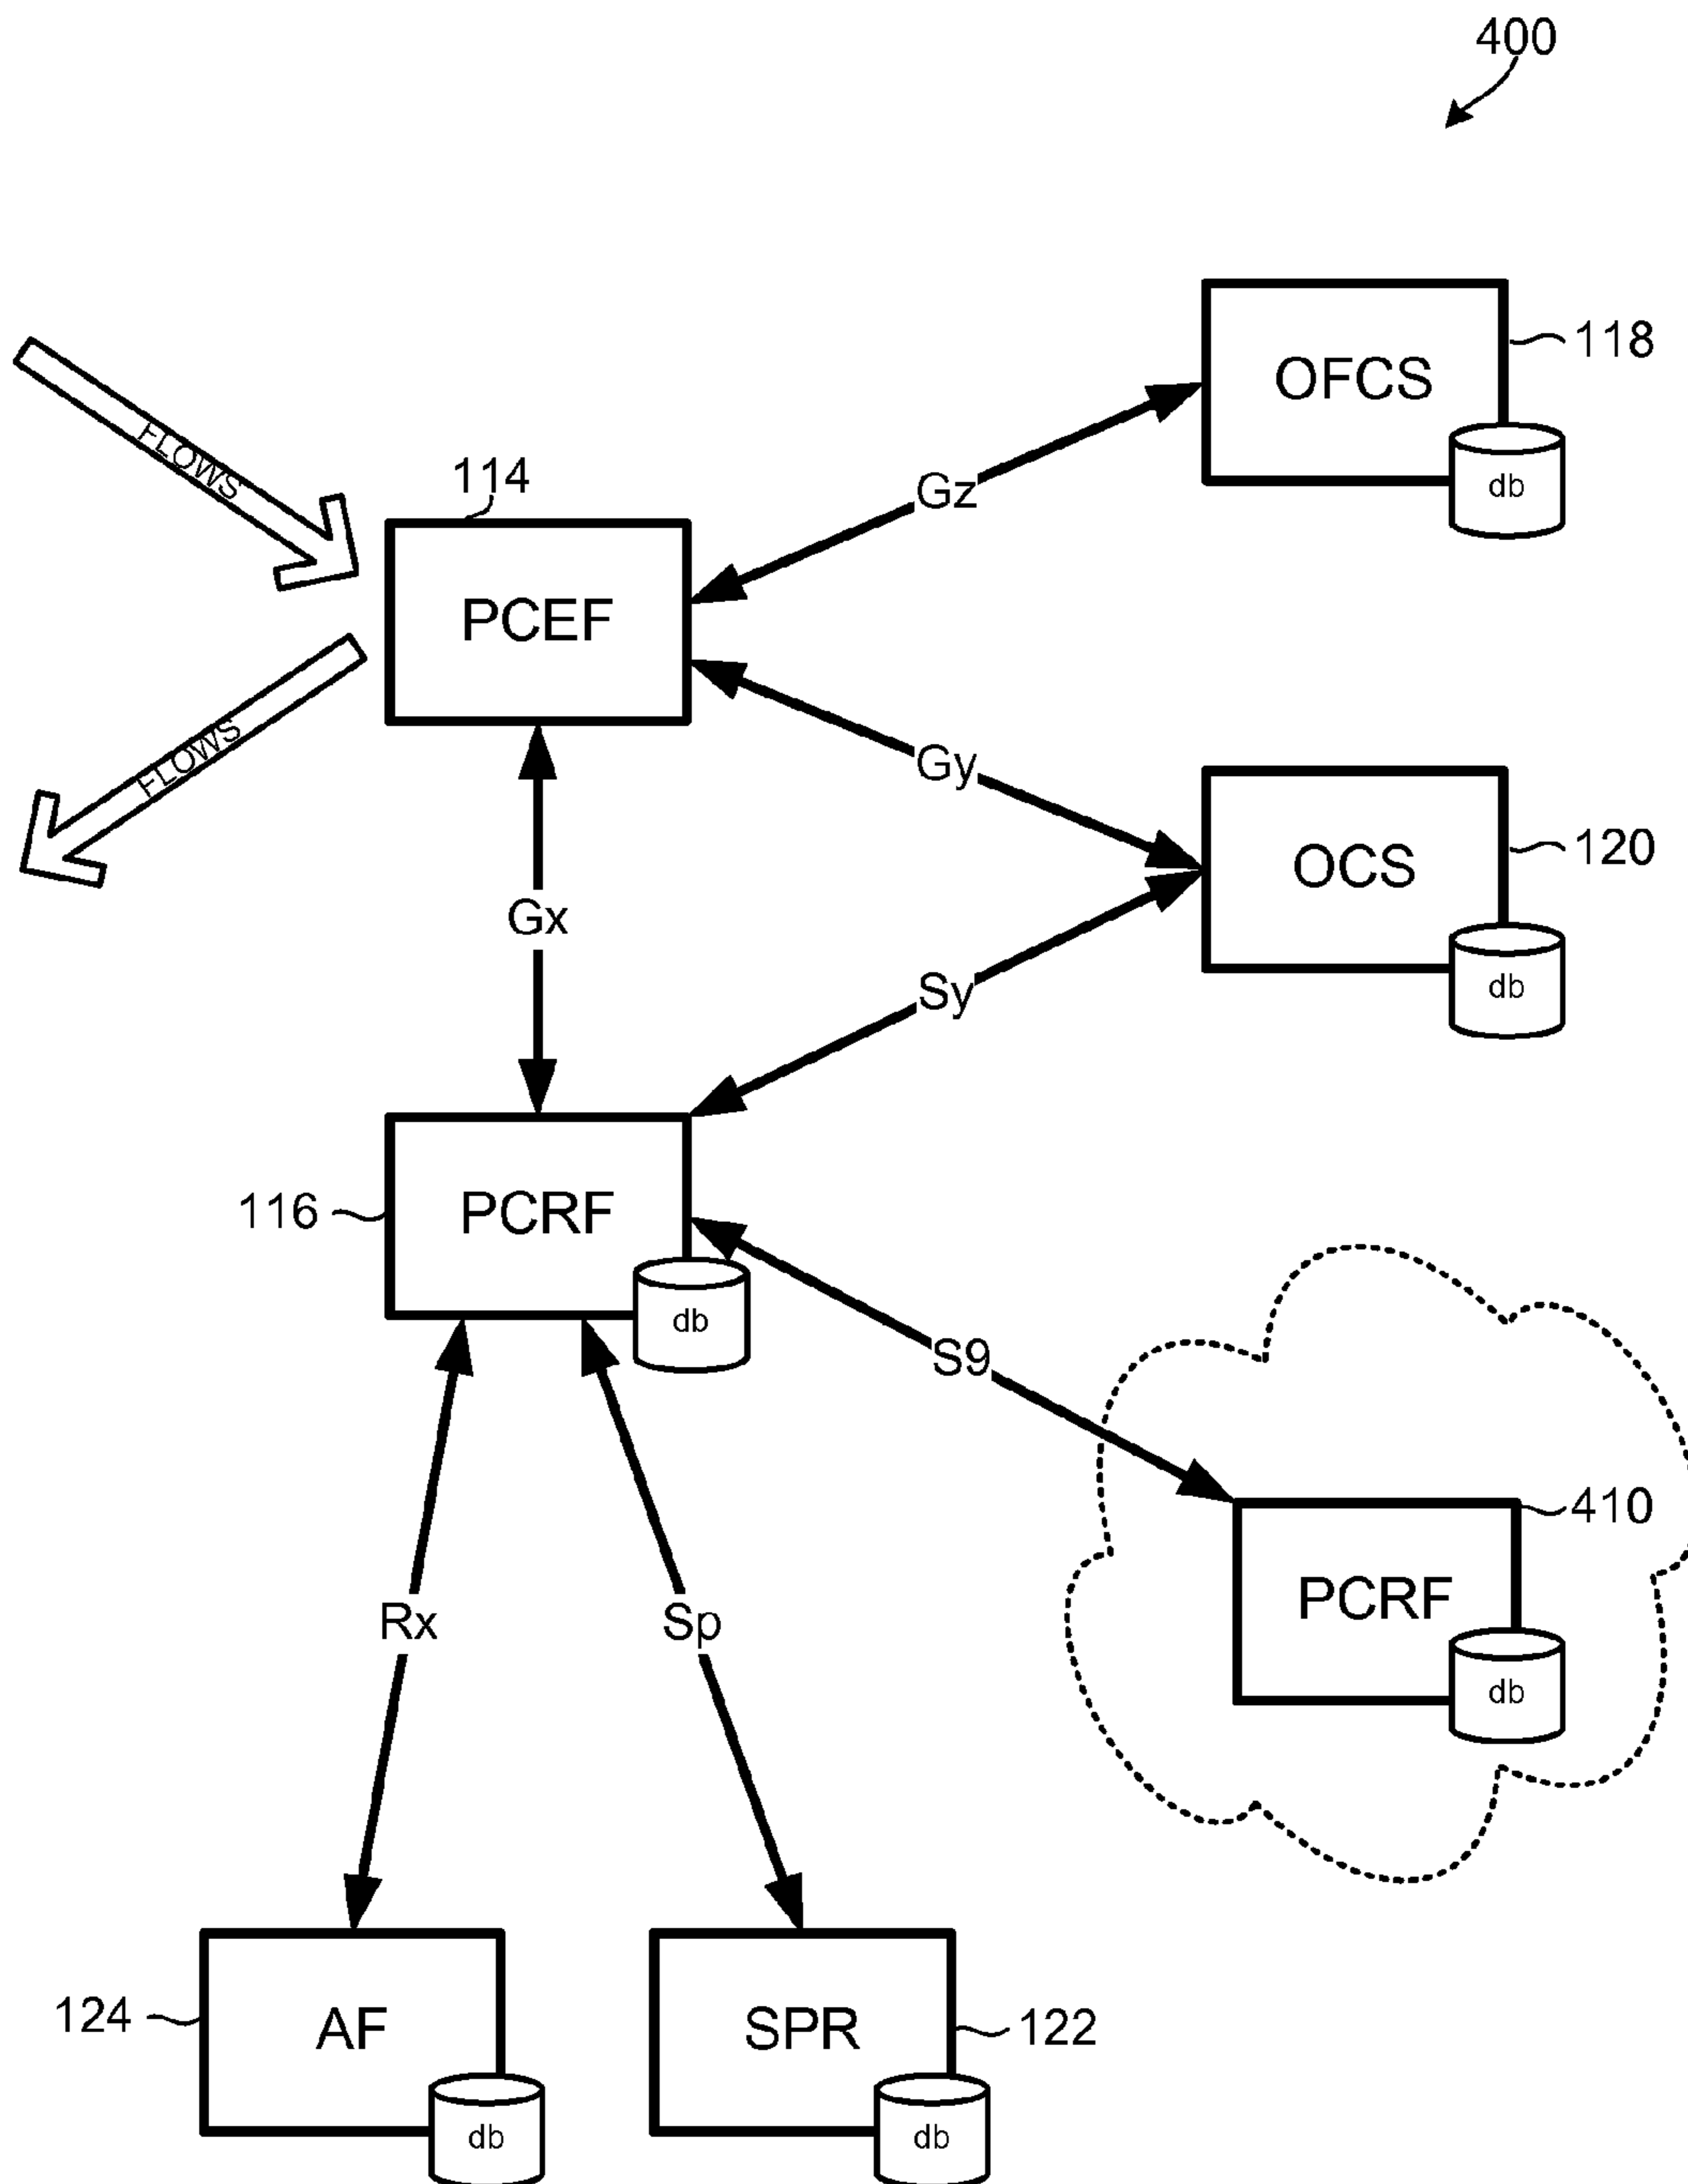 400
OFCS
118
db
FLOWS
114
Gz
PCEF
FLOWS
Gy
OCS
120
db
Gx
Sy
116
PCRF
db
S9
410
PCRF
db
Rx
Sp
124
AF
db
SPR
122
db